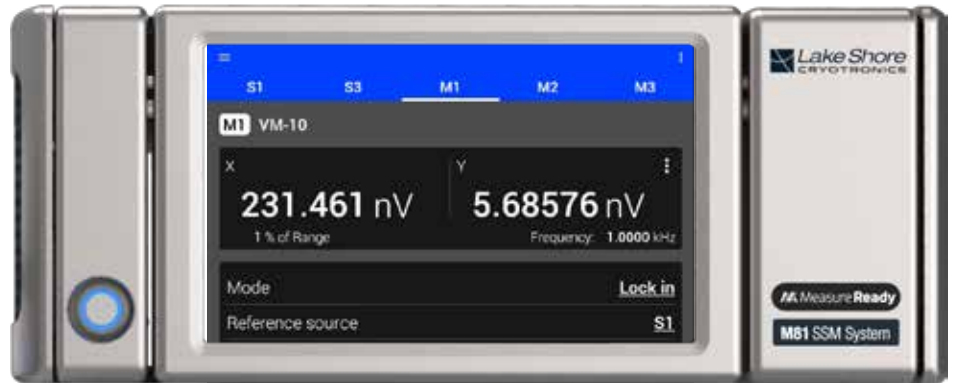 Lake Shore
CRYOTRONICS
S1 S3 M1 M2 M3
M1 VM-10
X Y
231.461 nV 5.68576 nV
1 % of Range Frequency: 1.0000 kHz
Mode Lock in
Reference source S1
MeasureReady
M81 SSM System